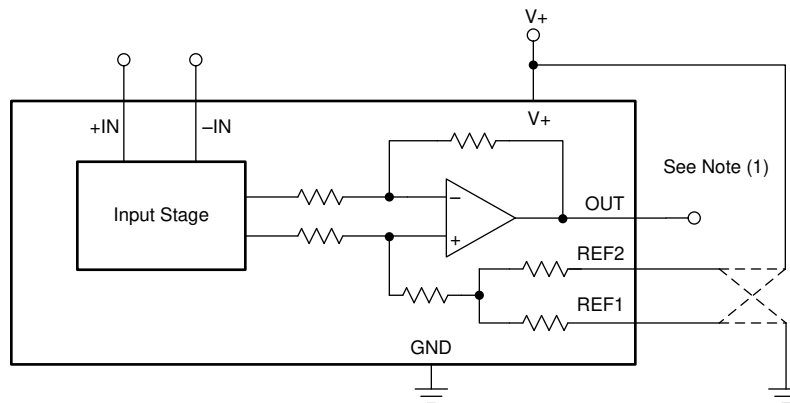 V+
+IN
–IN
V+
See Note (1)
Input Stage
–
+
OUT
REF2
REF1
GND